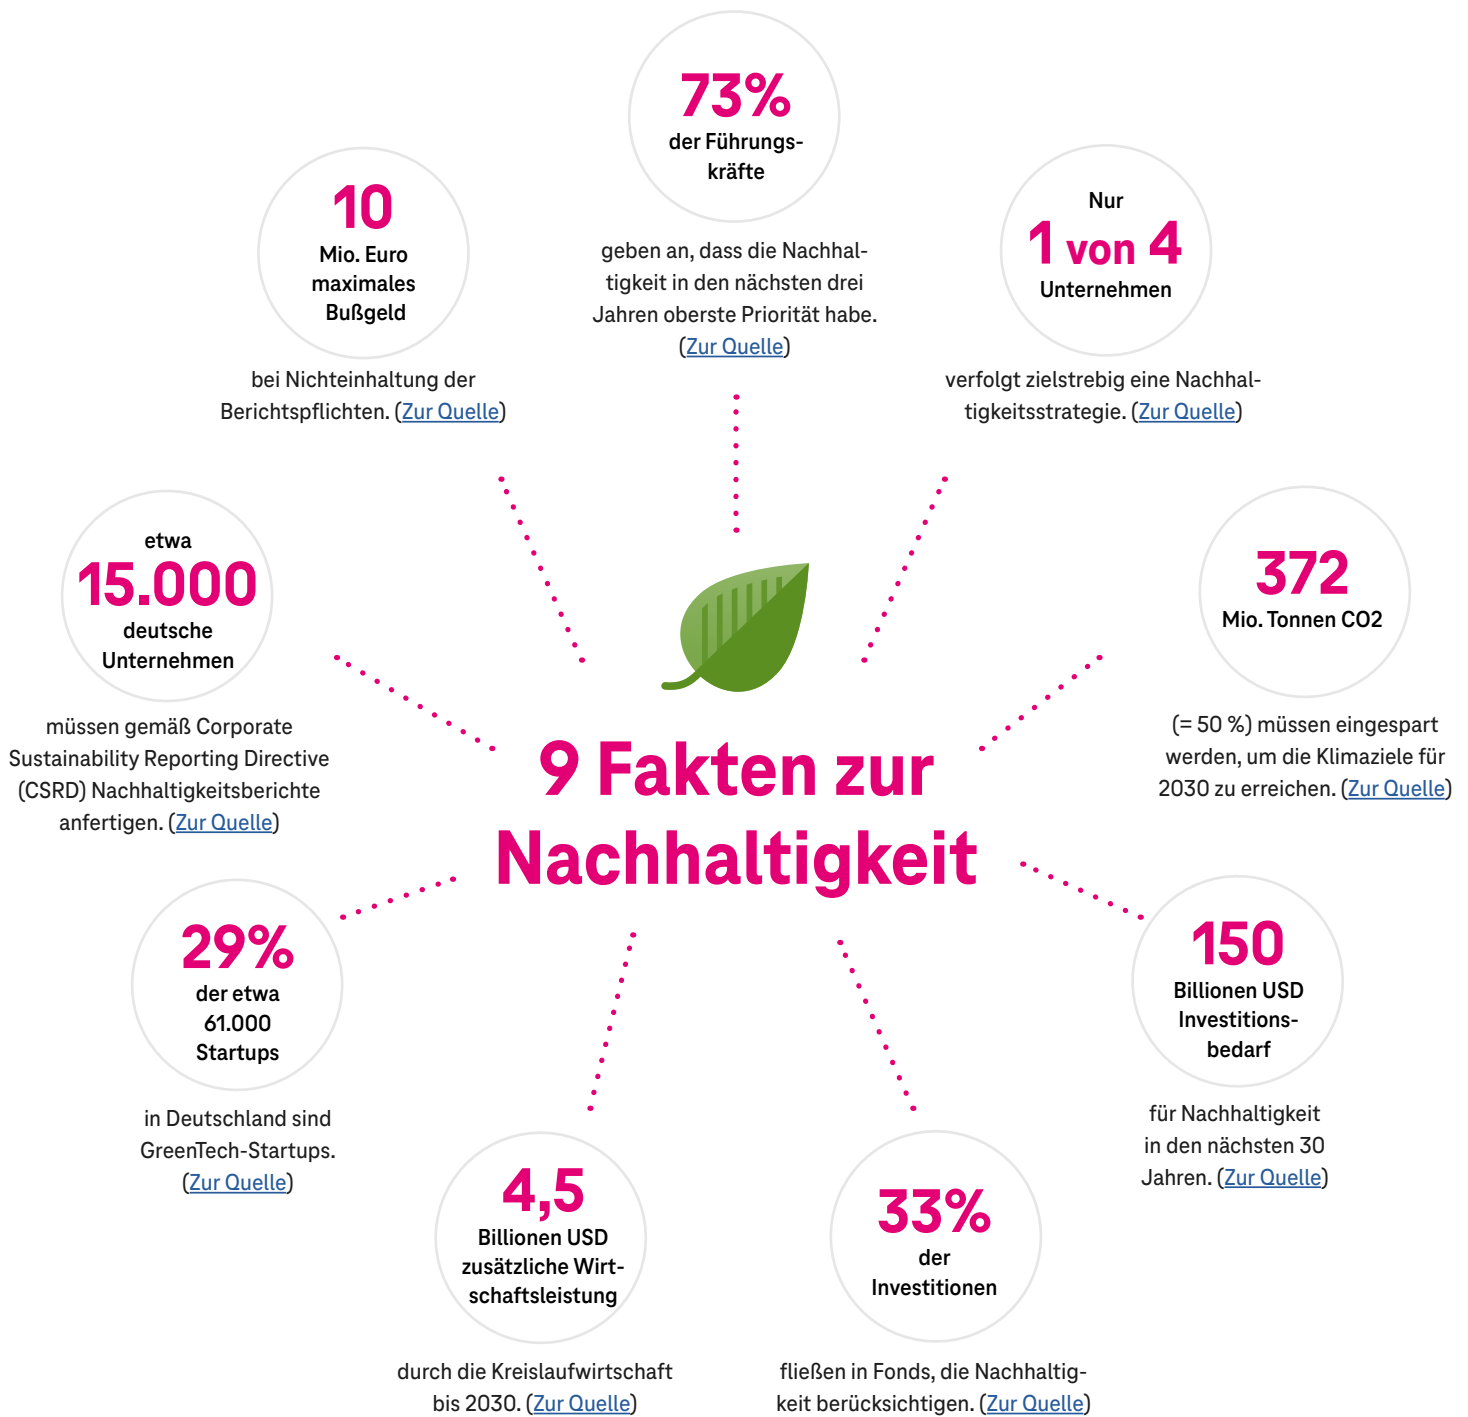 73%
der Führungs-
kräfte
geben an, dass die Nachhal-
tigkeit in den nächsten drei
Jahren oberste Priorität habe.
(Zur Quelle)
Nur
1 von 4
Unternehmen
verfolgt zielstrebig eine Nachhal-
tigkeitsstrategie. (Zur Quelle)
372
Mio. Tonnen CO2
(= 50 %) müssen eingespart
werden, um die Klimaziele für
2030 zu erreichen. (Zur Quelle)
150
Billionen USD
Investitions-
bedarf
für Nachhaltigkeit
in den nächsten 30
Jahren. (Zur Quelle)
33%
der
Investitionen
fließen in Fonds, die Nachhaltig-
keit berücksichtigen. (Zur Quelle)
4,5
Billionen USD
zusätzliche Wirt-
schaftsleistung
durch die Kreislaufwirtschaft
bis 2030. (Zur Quelle)
29%
der etwa
61.000
Startups
in Deutschland sind
GreenTech-Startups.
(Zur Quelle)
etwa
15.000
deutsche
Unternehmen
müssen gemäß Corporate
Sustainability Reporting Directive
(CSRD) Nachhaltigkeitsberichte
anfertigen. (Zur Quelle)
10
Mio. Euro
maximales
Bußgeld
bei Nichteinhaltung der
Berichtspflichten. (Zur Quelle)
9 Fakten zur
Nachhaltigkeit